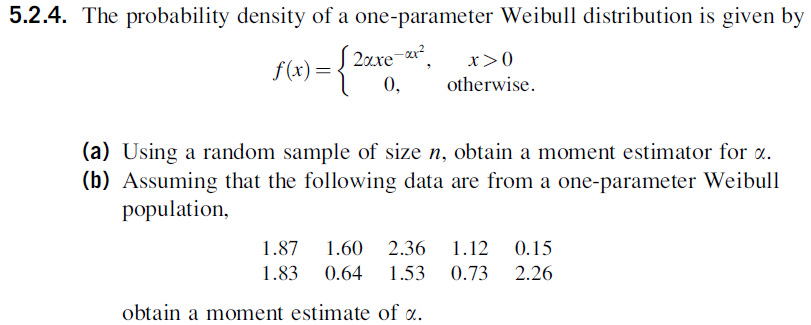 5.2.4. The probability density of a one-parameter Weibull distribution is given by
f(x) = { 2αxe^{-αx²}, x > 0
0, otherwise.
(a) Using a random sample of size n, obtain a moment estimator for α.
(b) Assuming that the following data are from a one-parameter Weibull
population,
1.87 1.60 2.36 1.12 0.15
1.83 0.64 1.53 0.73 2.26
obtain a moment estimate of α.